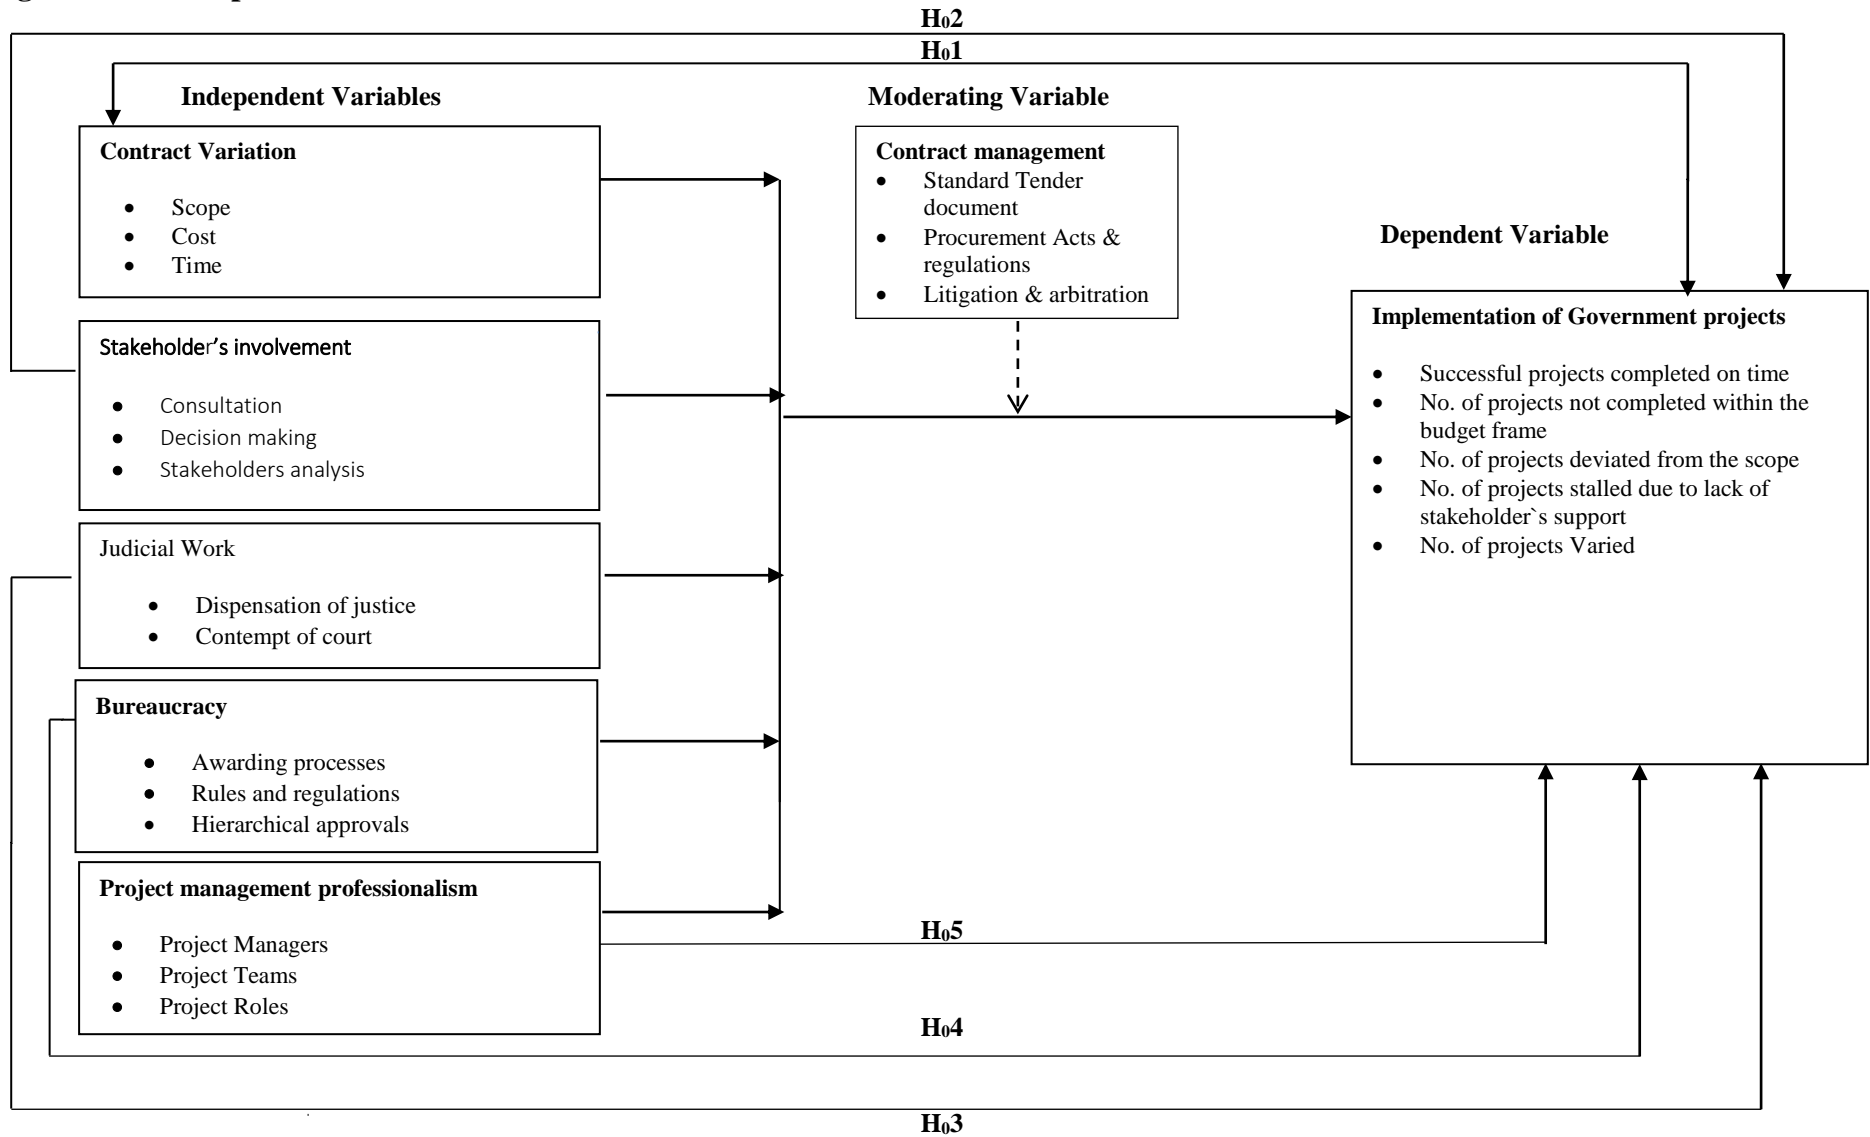 H₀2
H₀1
Independent Variables
Moderating Variable
Contract Variation
• Scope
• Cost
• Time
Contract management
• Standard Tender
document
• Procurement Acts &
regulations
• Litigation & arbitration
Dependent Variable
Stakeholder's involvement
• Consultation
• Decision making
• Stakeholders analysis
Implementation of Government projects
• Successful projects completed on time
• No. of projects not completed within the
budget frame
• No. of projects deviated from the scope
• No. of projects stalled due to lack of
stakeholder`s support
• No. of projects Varied
Judicial Work
• Dispensation of justice
• Contempt of court
Bureaucracy
• Awarding processes
• Rules and regulations
• Hierarchical approvals
Project management professionalism
• Project Managers
• Project Teams
• Project Roles
H₀5
H₀4
H₀3